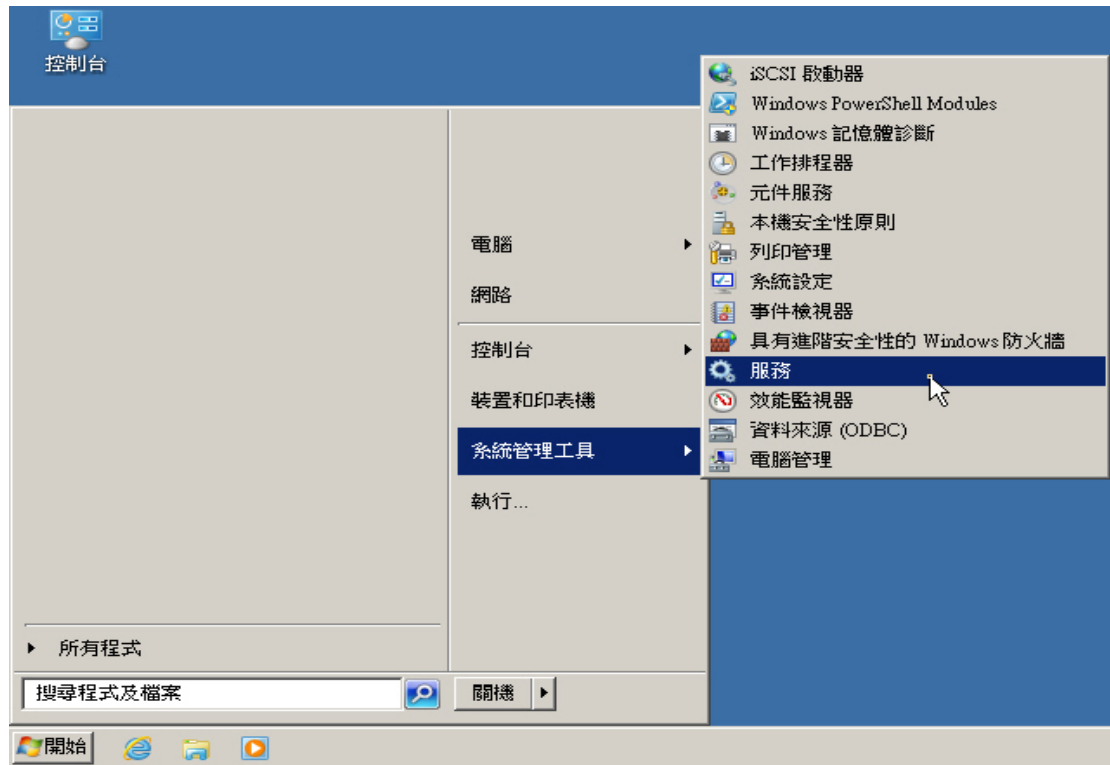 控制台
電腦
網路
控制台
裝置和印表機
系統管理工具
執行...
所有程式
搜尋程式及檔案
關機
iSCSI 啟動器
Windows PowerShell Modules
Windows 記憶體診斷
工作排程器
元件服務
本機安全性原則
列印管理
系統設定
事件檢視器
具有進階安全性的 Windows 防火牆
服務
效能監視器
資料來源 (ODBC)
電腦管理
開始